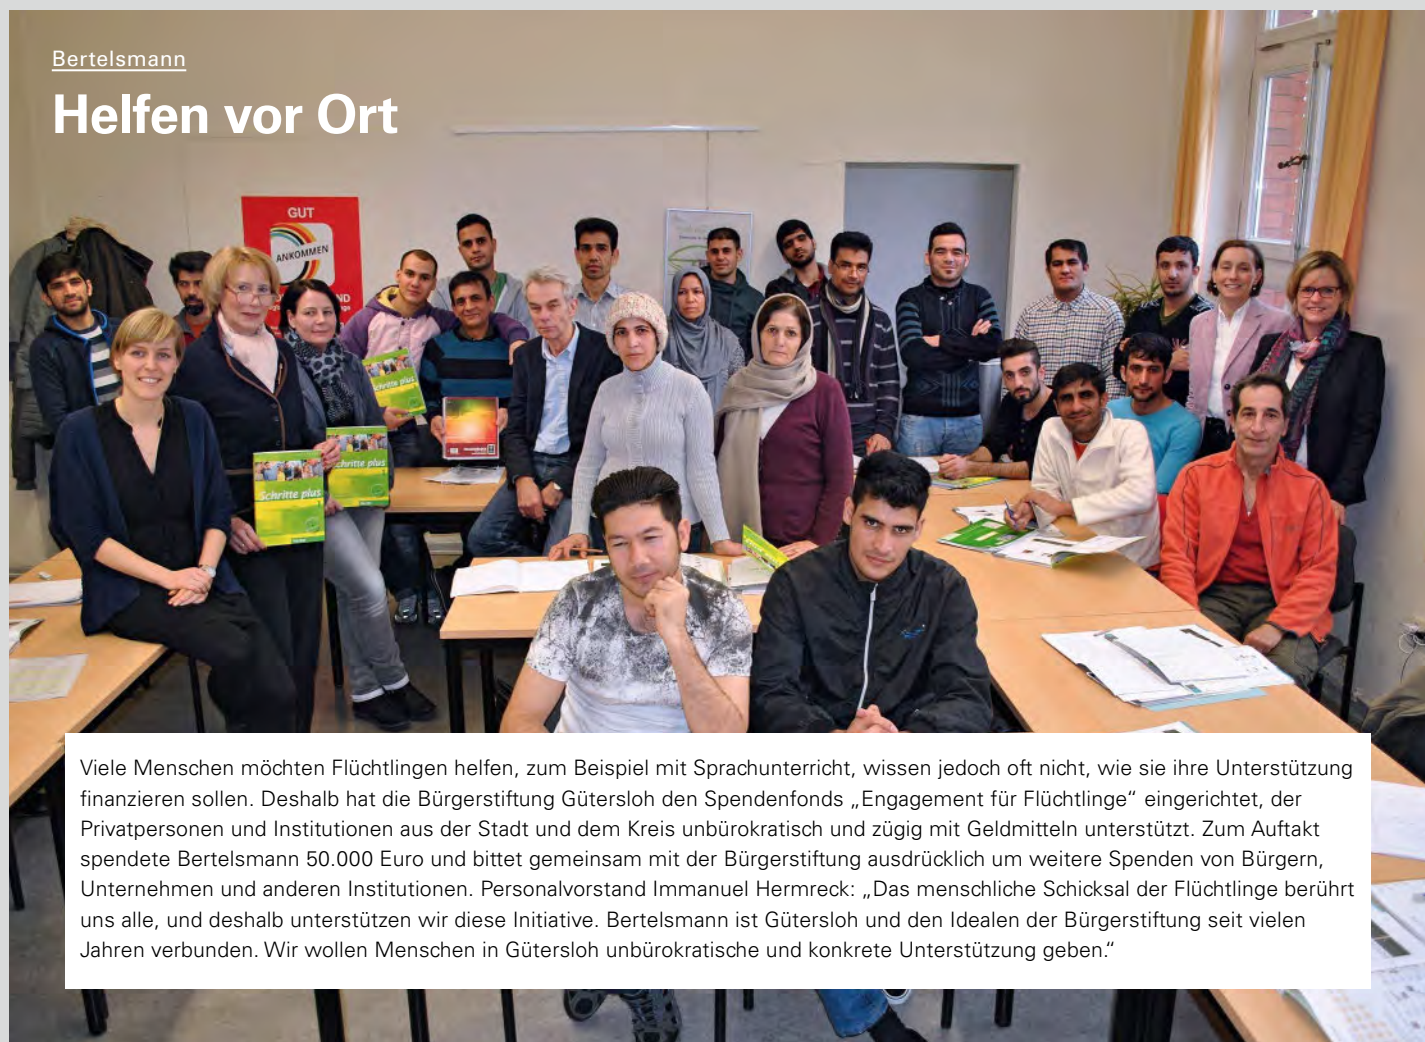 Bertelsmann
Helfen vor Ort
GUT
ANKOMMEN
Schritte plus
Schritte plus
Schritte plus
Viele Menschen möchten Flüchtlingen helfen, zum Beispiel mit Sprachunterricht, wissen jedoch oft nicht, wie sie ihre Unterstützung
finanzieren sollen. Deshalb hat die Bürgerstiftung Gütersloh den Spendenfonds „Engagement für Flüchtlinge“ eingerichtet, der
Privatpersonen und Institutionen aus der Stadt und dem Kreis unbürokratisch und zügig mit Geldmitteln unterstützt. Zum Auftakt
spendete Bertelsmann 50.000 Euro und bittet gemeinsam mit der Bürgerstiftung ausdrücklich um weitere Spenden von Bürgern,
Unternehmen und anderen Institutionen. Personalvorstand Immanuel Hermreck: „Das menschliche Schicksal der Flüchtlinge berührt
uns alle, und deshalb unterstützen wir diese Initiative. Bertelsmann ist Gütersloh und den Idealen der Bürgerstiftung seit vielen
Jahren verbunden. Wir wollen Menschen in Gütersloh unbürokratische und konkrete Unterstützung geben.“